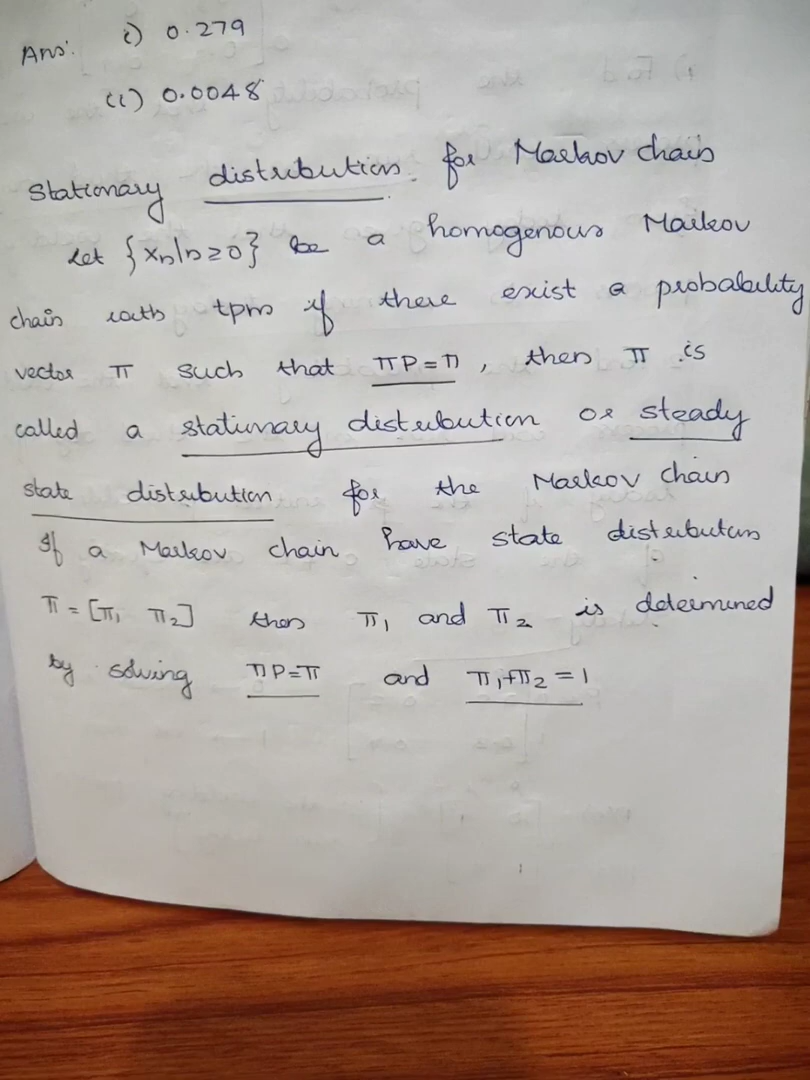 Ans: i) 0.279
(ii) 0.0048
Stationary distribution for Markov chain
Let {Xn|n≥0} be a homogenous Markov
chain with tpm if there exist a probability
vector π such that πP=π, then π is
called a stationary distribution or steady
state distribution for the Markov chain
If a Markov chain have state distribution
π = [π₁ π₂] then π₁ and π₂ is determined
by solving πP=π and π₁+π₂=1